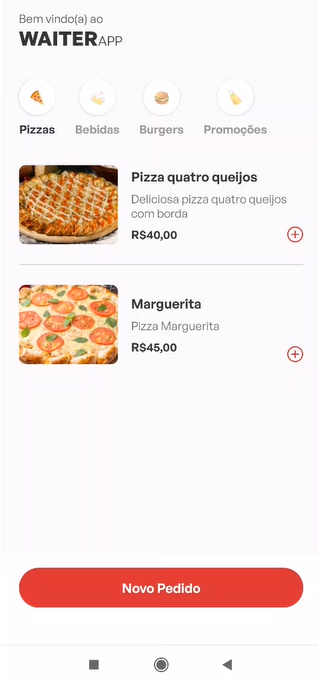 Bem vindo(a) ao
WAITERAPP
Pizzas Bebidas Burgers Promoções
Pizza quatro queijos
Deliciosa pizza quatro queijos
com borda
R$40,00
Marguerita
Pizza Marguerita
R$45,00
Novo Pedido